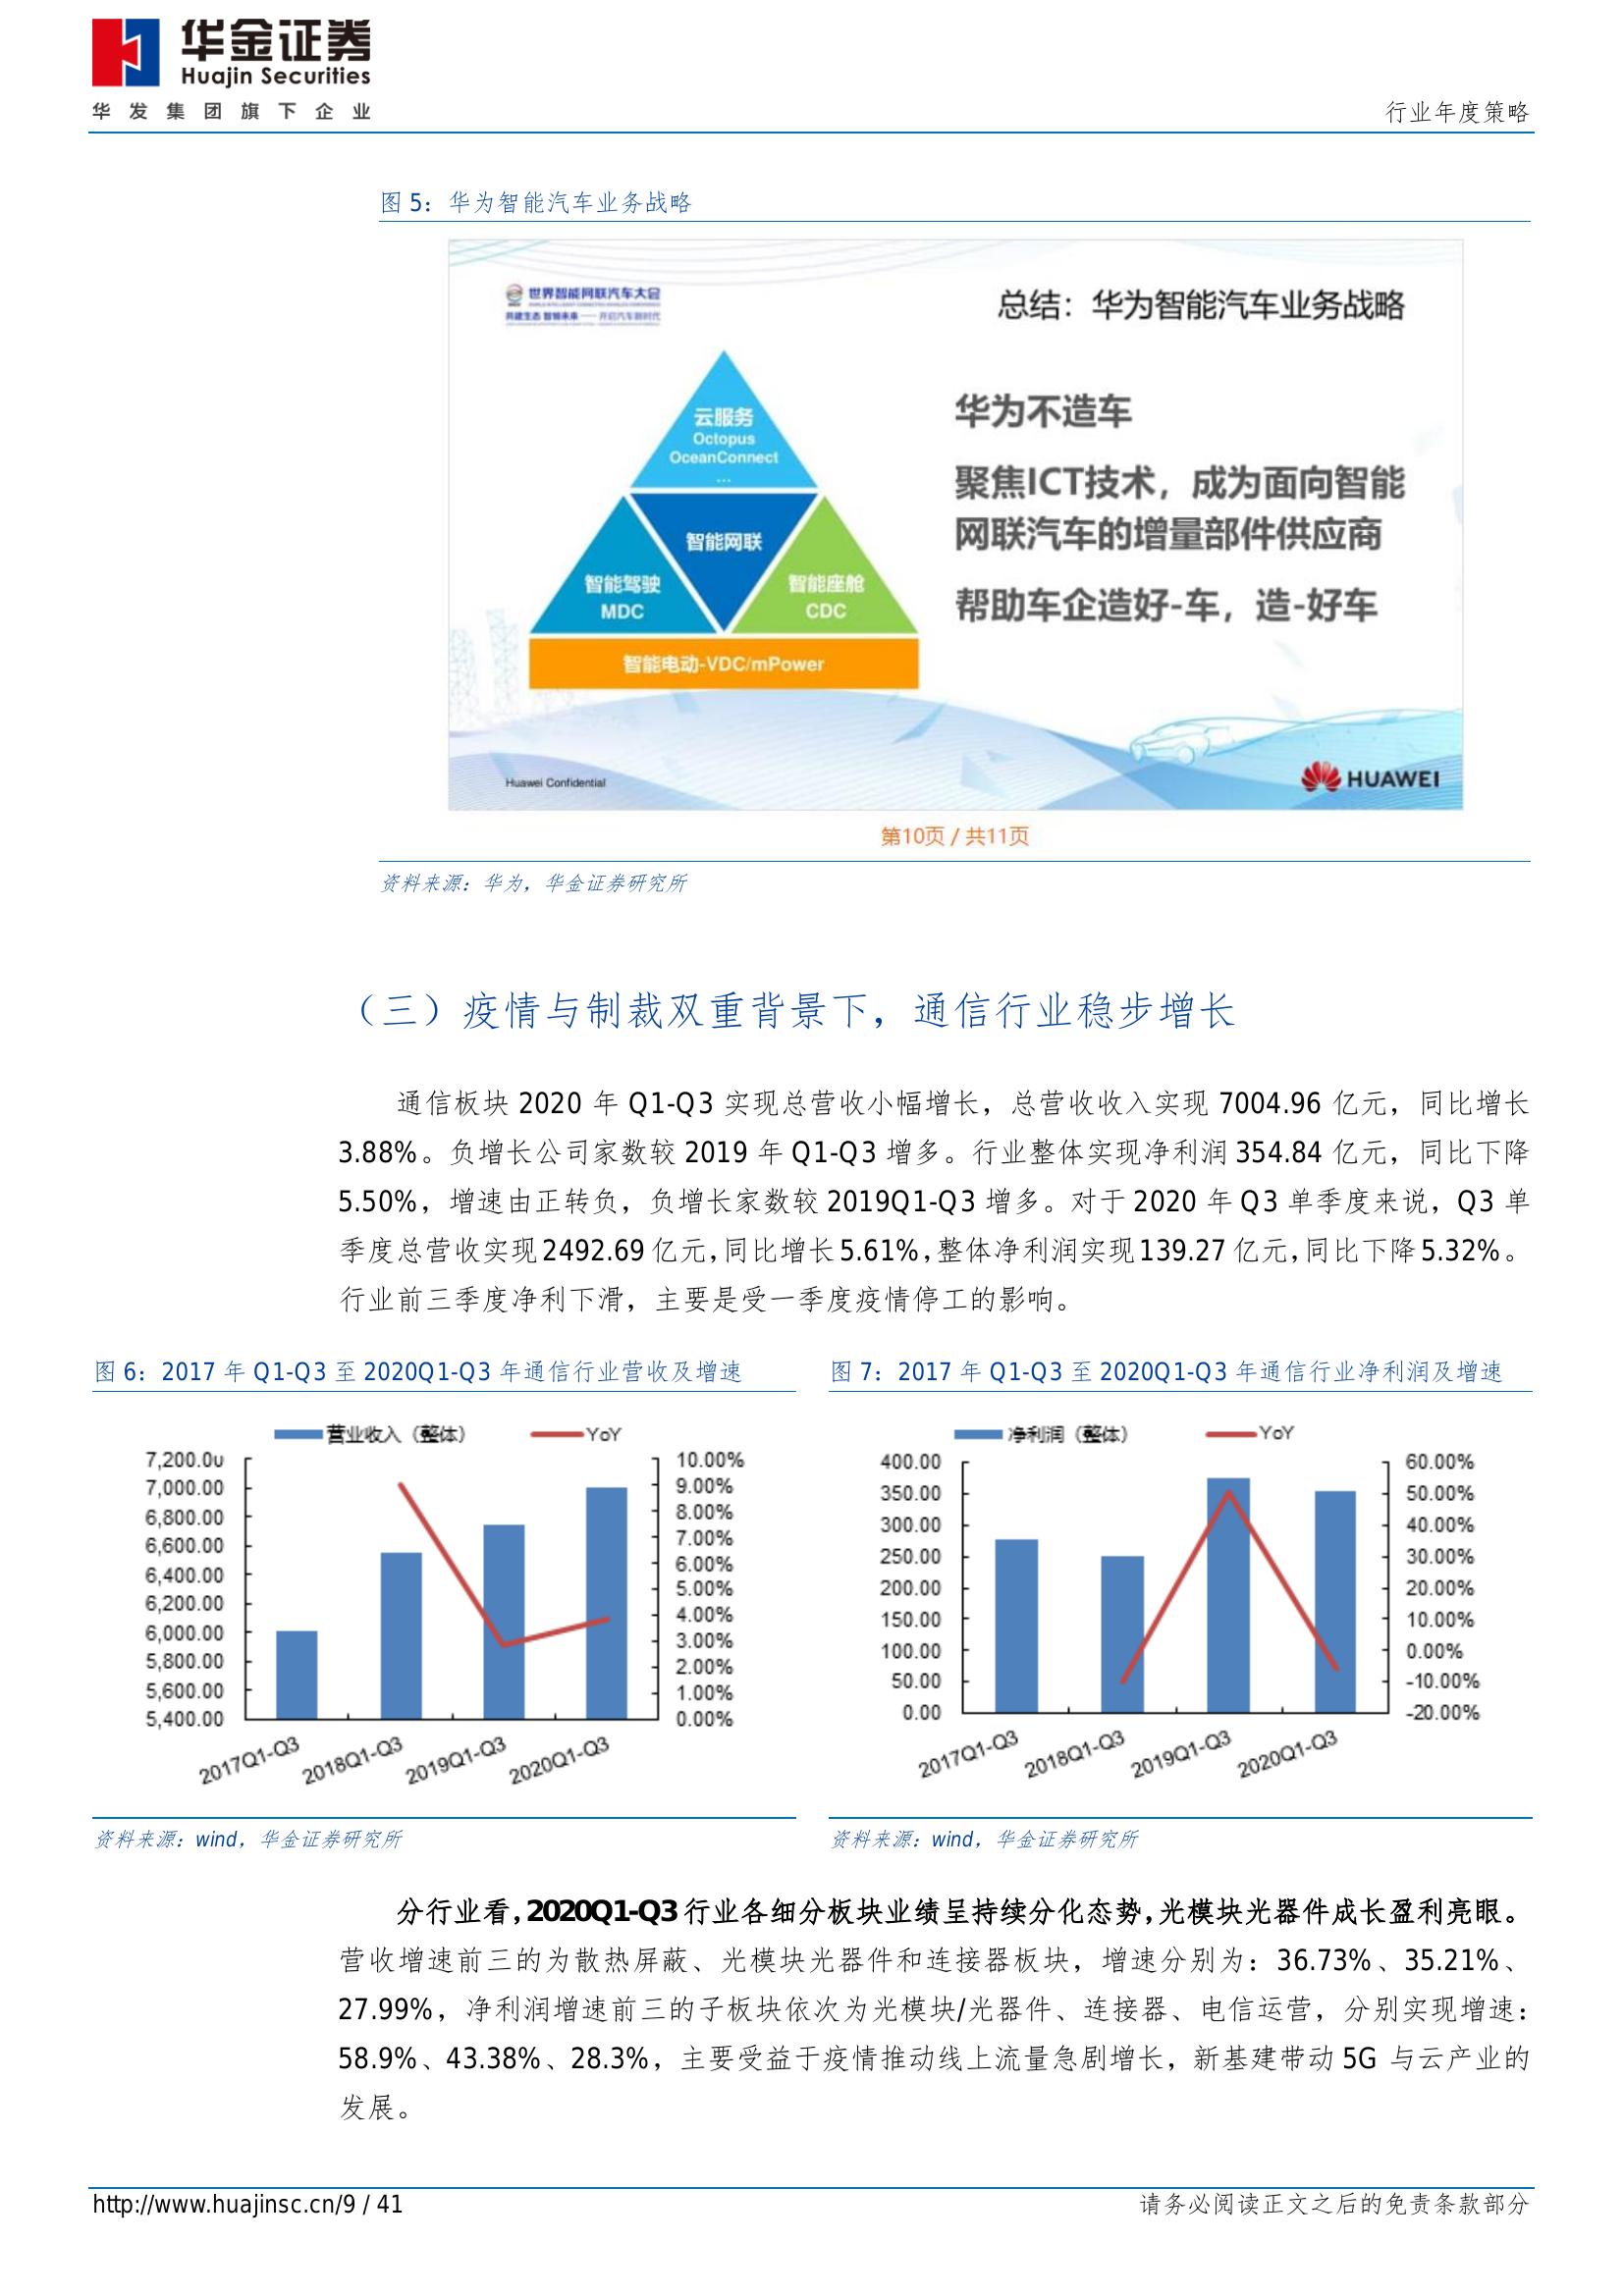 华金证券
Huajin Securities
华发集团旗下企业
行业年度策略
图 5：华为智能汽车业务战略
世界智能网联汽车大会
共建生态 智领未来——开启汽车新时代
总结：华为智能汽车业务战略
云服务
Octopus
OceanConnect
...
智能网联
智能驾驶
MDC
智能座舱
CDC
智能电动-VDC/mPower
华为不造车
聚焦ICT技术，成为面向智能
网联汽车的增量部件供应商
帮助车企造好-车，造-好车
Huawei Confidential
HUAWEI
第10页 / 共11页
资料来源：华为，华金证券研究所
（三）疫情与制裁双重背景下，通信行业稳步增长
通信板块 2020 年 Q1-Q3 实现总营收小幅增长，总营收收入实现 7004.96 亿元，同比增长
3.88%。负增长公司家数较 2019 年 Q1-Q3 增多。行业整体实现净利润 354.84 亿元，同比下降
5.50%，增速由正转负，负增长家数较 2019Q1-Q3 增多。对于 2020 年 Q3 单季度来说，Q3 单
季度总营收实现 2492.69 亿元，同比增长 5.61%，整体净利润实现 139.27 亿元，同比下降 5.32%。
行业前三季度净利下滑，主要是受一季度疫情停工的影响。
图 6：2017 年 Q1-Q3 至 2020Q1-Q3 年通信行业营收及增速
营业收入（整体） YoY
7,200.00
7,000.00
6,800.00
6,600.00
6,400.00
6,200.00
6,000.00
5,800.00
5,600.00
5,400.00
10.00%
9.00%
8.00%
7.00%
6.00%
5.00%
4.00%
3.00%
2.00%
1.00%
0.00%
2017Q1-Q3 2018Q1-Q3 2019Q1-Q3 2020Q1-Q3
资料来源：wind，华金证券研究所
图 7：2017 年 Q1-Q3 至 2020Q1-Q3 年通信行业净利润及增速
净利润（整体） YoY
400.00
350.00
300.00
250.00
200.00
150.00
100.00
50.00
0.00
60.00%
50.00%
40.00%
30.00%
20.00%
10.00%
0.00%
-10.00%
-20.00%
2017Q1-Q3 2018Q1-Q3 2019Q1-Q3 2020Q1-Q3
资料来源：wind，华金证券研究所
分行业看，2020Q1-Q3 行业各细分板块业绩呈持续分化态势，光模块光器件成长盈利亮眼。
营收增速前三的为散热屏蔽、光模块光器件和连接器板块，增速分别为：36.73%、35.21%、
27.99%，净利润增速前三的子板块依次为光模块/光器件、连接器、电信运营，分别实现增速：
58.9%、43.38%、28.3%，主要受益于疫情推动线上流量急剧增长，新基建带动 5G 与云产业的
发展。
http://www.huajinsc.cn/9 / 41
请务必阅读正文之后的免责条款部分